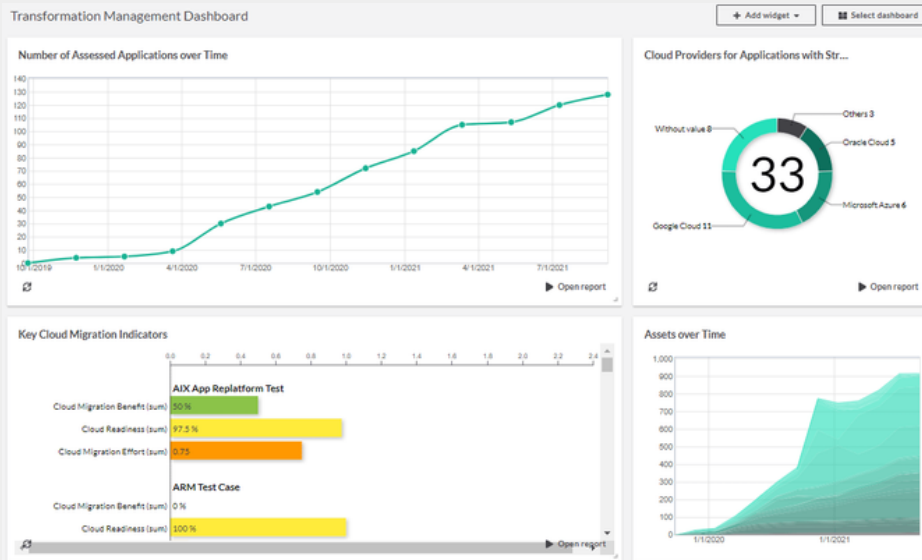 Transformation Management Dashboard
+ Add widget
Select dashboard
Number of Assessed Applications over Time
140
130
120
110
100
90
80
70
60
50
40
30
20
10
0
10/1/2019 1/1/2020 4/1/2020 7/1/2020 10/1/2020 1/1/2021 4/1/2021 7/1/2021
Open report
Cloud Providers for Applications with Str...
Others 3
Without value 8
Oracle Cloud 5
33
Microsoft Azure 6
Google Cloud 11
Open report
Key Cloud Migration Indicators
0.0 0.2 0.4 0.6 0.8 1.0 1.2 1.4 1.6 1.8 2.0 2.2 2.4
AIX App Replatform Test
Cloud Migration Benefit (sum) 50 %
Cloud Readiness (sum) 97.5 %
Cloud Migration Effort (sum) 0.75
ARM Test Case
Cloud Migration Benefit (sum) 0 %
Cloud Readiness (sum) 100 %
Open report
Assets over Time
1,000
900
800
700
600
500
400
300
200
100
0
1/1/2020 1/1/2021